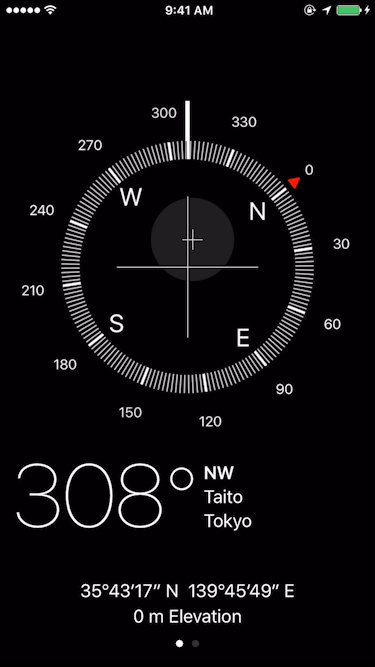 9:41 AM
300
330
270
0
W
N
240
30
210
60
S
E
180
90
150
120
308°
NW
Taito
Tokyo
35°43′17″ N  139°45′49″ E
0 m Elevation